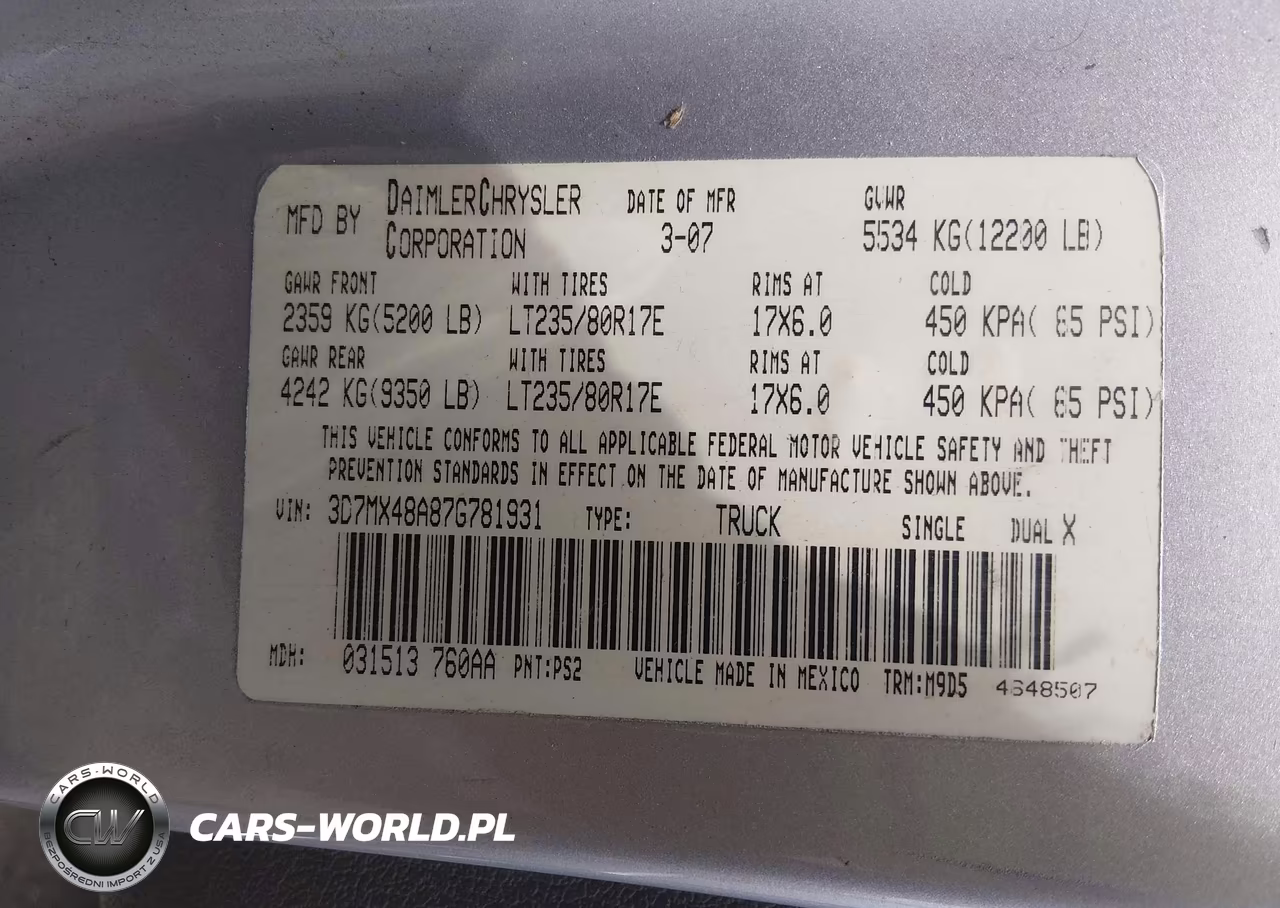 MFD BY DAIMLERCHRYSLER CORPORATION DATE OF MFR 3-07 GVWR 5534 KG(12200 LB)
GAWR FRONT WITH TIRES RIMS AT COLD
2359 KG(5200 LB) LT235/80R17E 17X6.0 450 KPA( 65 PSI)
GAWR REAR WITH TIRES RIMS AT COLD
4242 KG(9350 LB) LT235/80R17E 17X6.0 450 KPA( 65 PSI)
THIS VEHICLE CONFORMS TO ALL APPLICABLE FEDERAL MOTOR VEHICLE SAFETY AND THEFT
PREVENTION STANDARDS IN EFFECT ON THE DATE OF MANUFACTURE SHOWN ABOVE.
VIN: 3D7MX48A87G781931 TYPE: TRUCK SINGLE DUAL X
MDH: 031513 760AA PNT:PS2 VEHICLE MADE IN MEXICO TRM:M9D5 4648507
CARS-WORLD
CW
BEZPOŚREDNI IMPORT Z USA
CARS-WORLD.PL